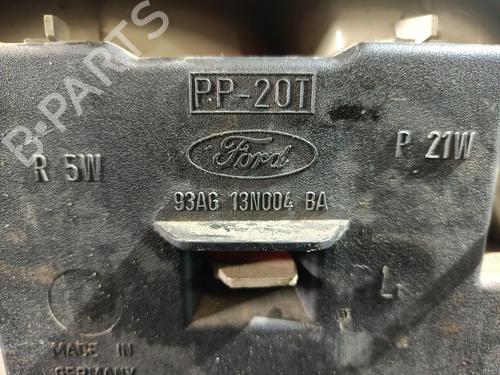 PP-20T
Ford
R 5W
P 21W
93AG 13N004 BA
L
MADE IN
GERMANY
B-PARTS